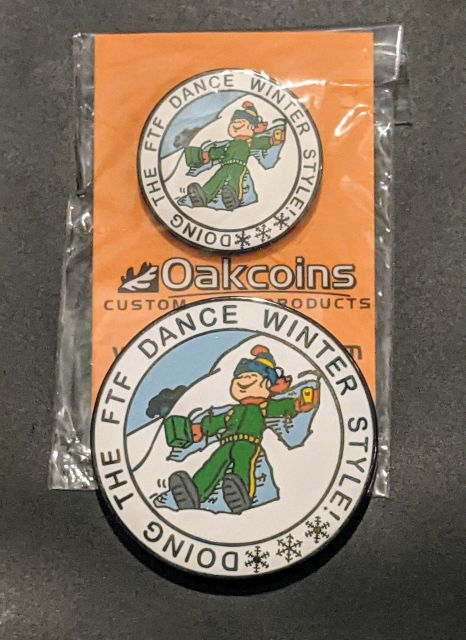 DOING THE FTF DANCE WINTER STYLE!
Oakcoins
CUSTOM PRODUCTS
DOING THE FTF DANCE WINTER STYLE!